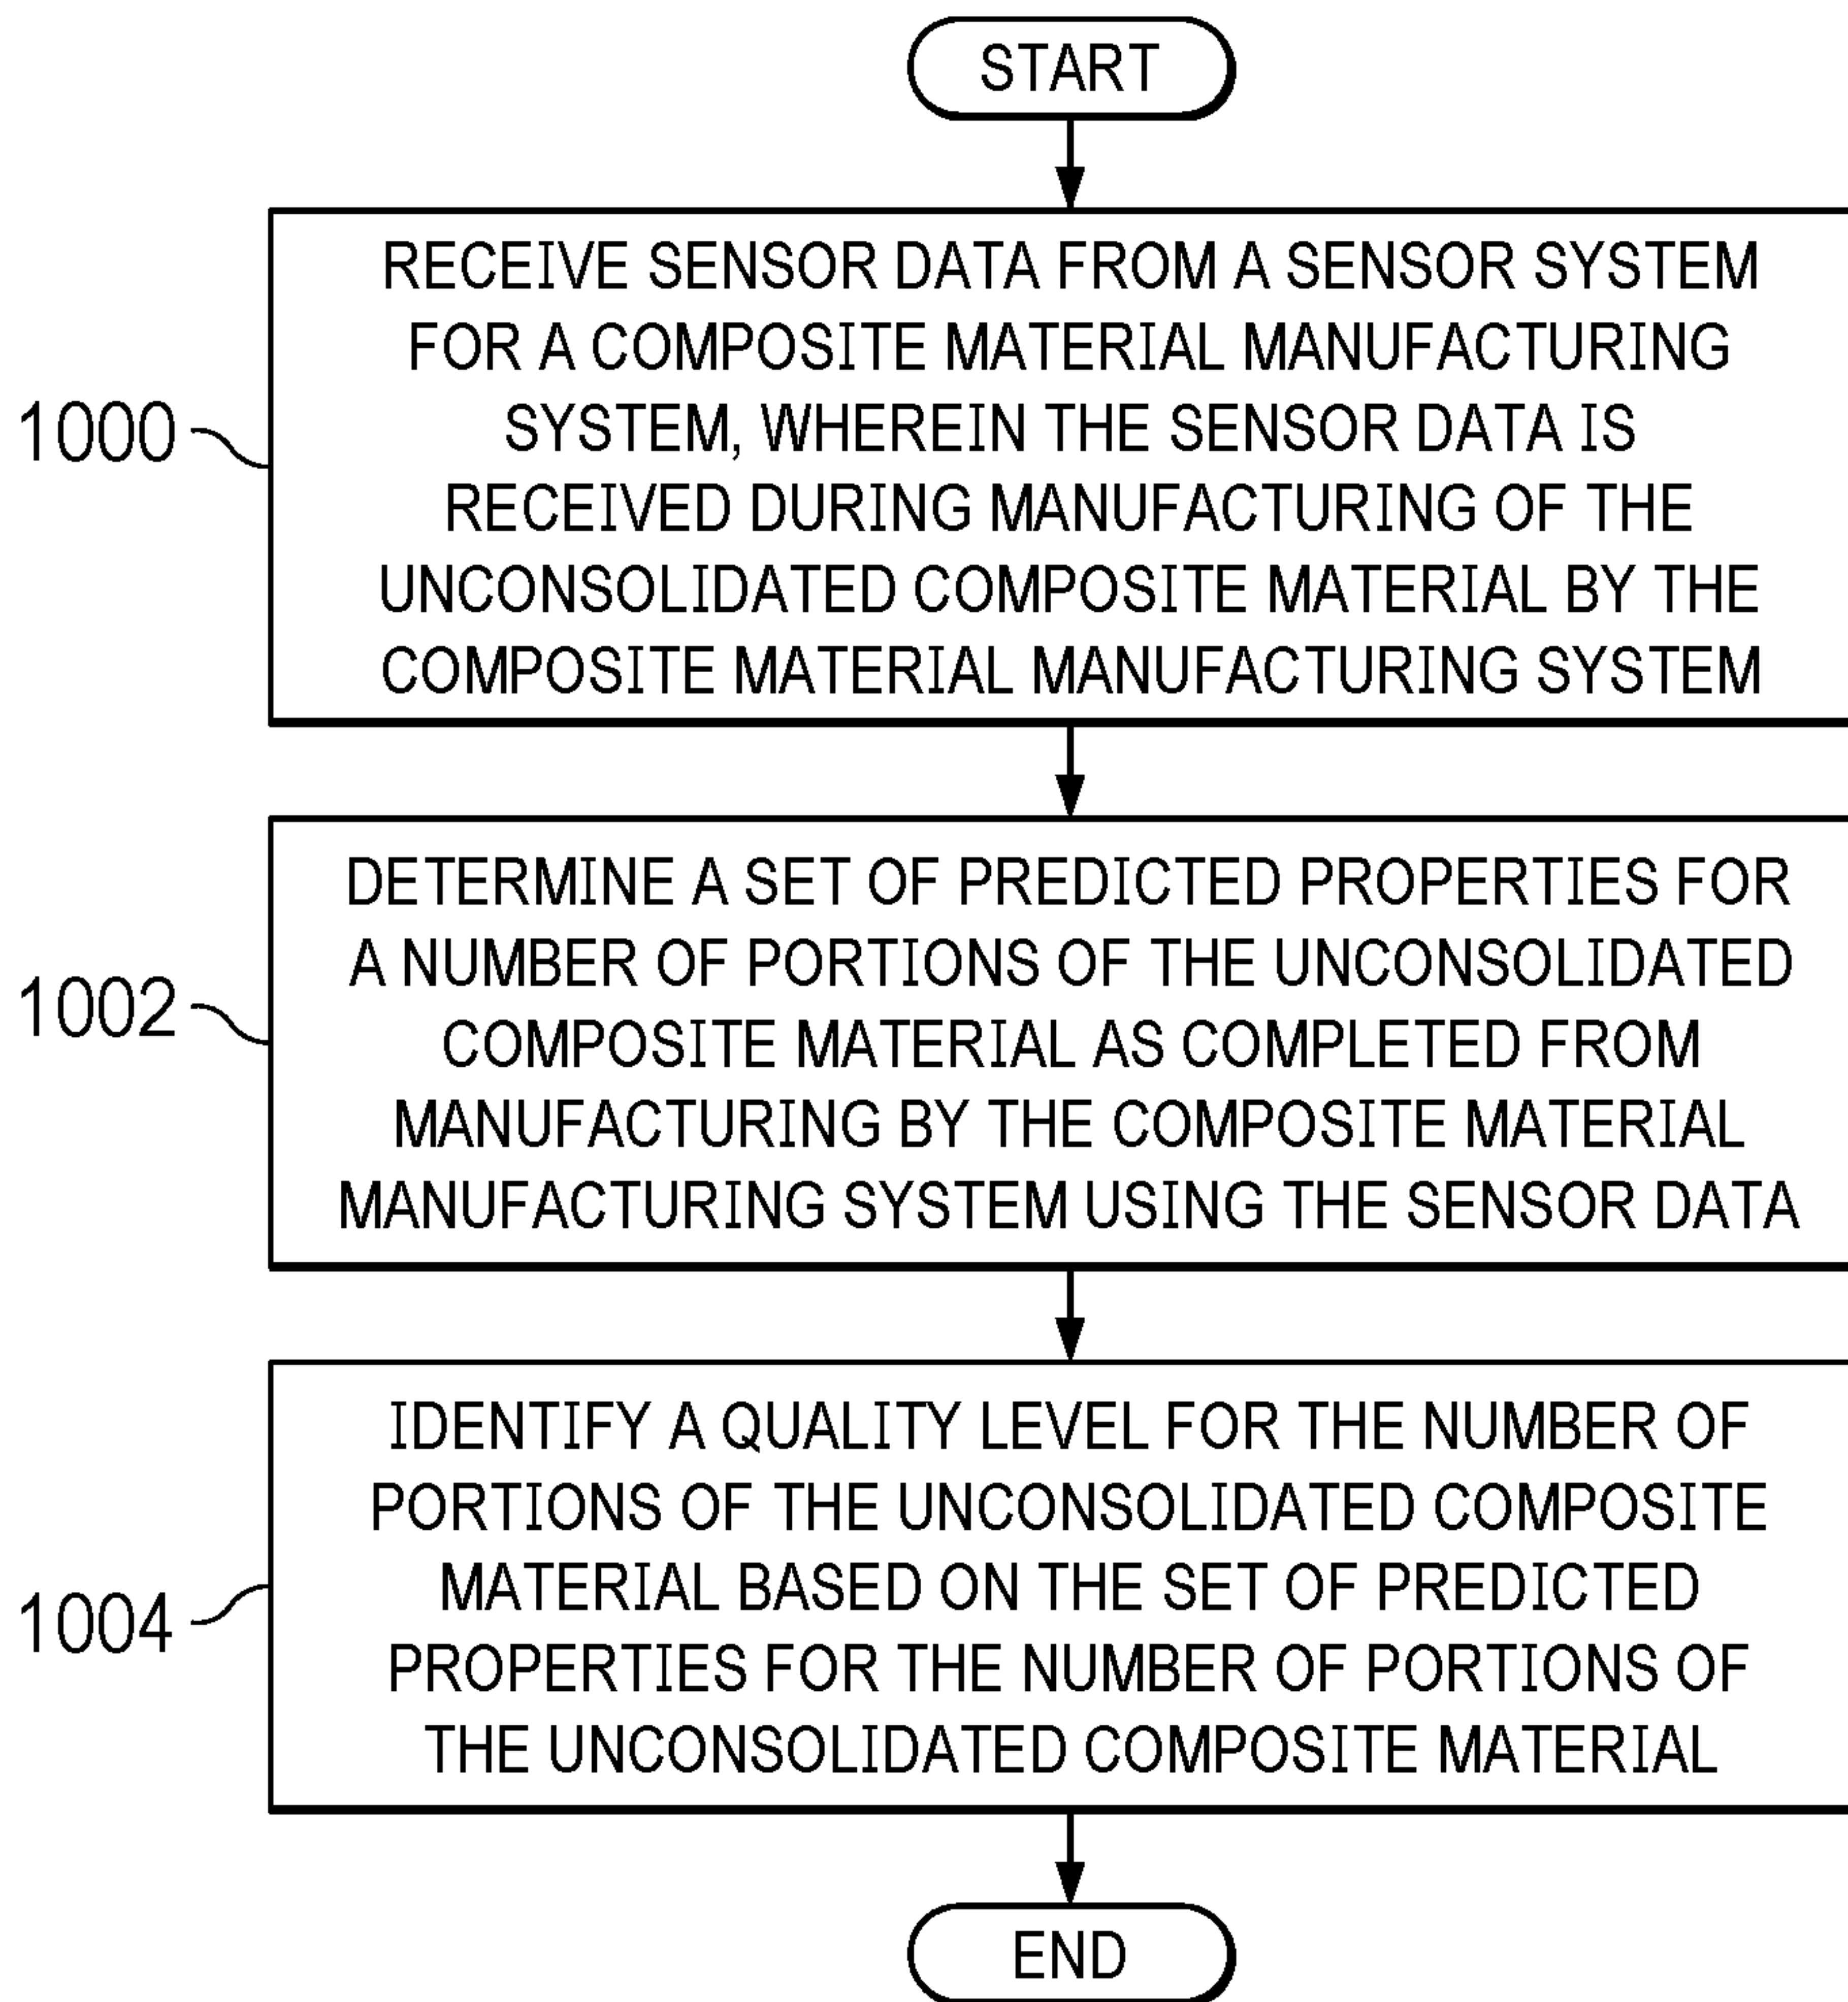 START
RECEIVE SENSOR DATA FROM A SENSOR SYSTEM
FOR A COMPOSITE MATERIAL MANUFACTURING
SYSTEM, WHEREIN THE SENSOR DATA IS
RECEIVED DURING MANUFACTURING OF THE
UNCONSOLIDATED COMPOSITE MATERIAL BY THE
COMPOSITE MATERIAL MANUFACTURING SYSTEM
1000
DETERMINE A SET OF PREDICTED PROPERTIES FOR
A NUMBER OF PORTIONS OF THE UNCONSOLIDATED
COMPOSITE MATERIAL AS COMPLETED FROM
MANUFACTURING BY THE COMPOSITE MATERIAL
MANUFACTURING SYSTEM USING THE SENSOR DATA
1002
IDENTIFY A QUALITY LEVEL FOR THE NUMBER OF
PORTIONS OF THE UNCONSOLIDATED COMPOSITE
MATERIAL BASED ON THE SET OF PREDICTED
PROPERTIES FOR THE NUMBER OF PORTIONS OF
THE UNCONSOLIDATED COMPOSITE MATERIAL
1004
END